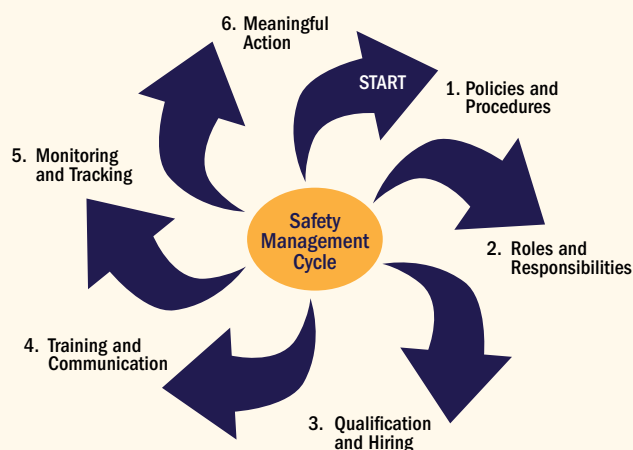 START
1. Policies and
Procedures
2. Roles and
Responsibilities
3. Qualification
and Hiring
4. Training and
Communication
5. Monitoring
and Tracking
6. Meaningful
Action
Safety
Management
Cycle